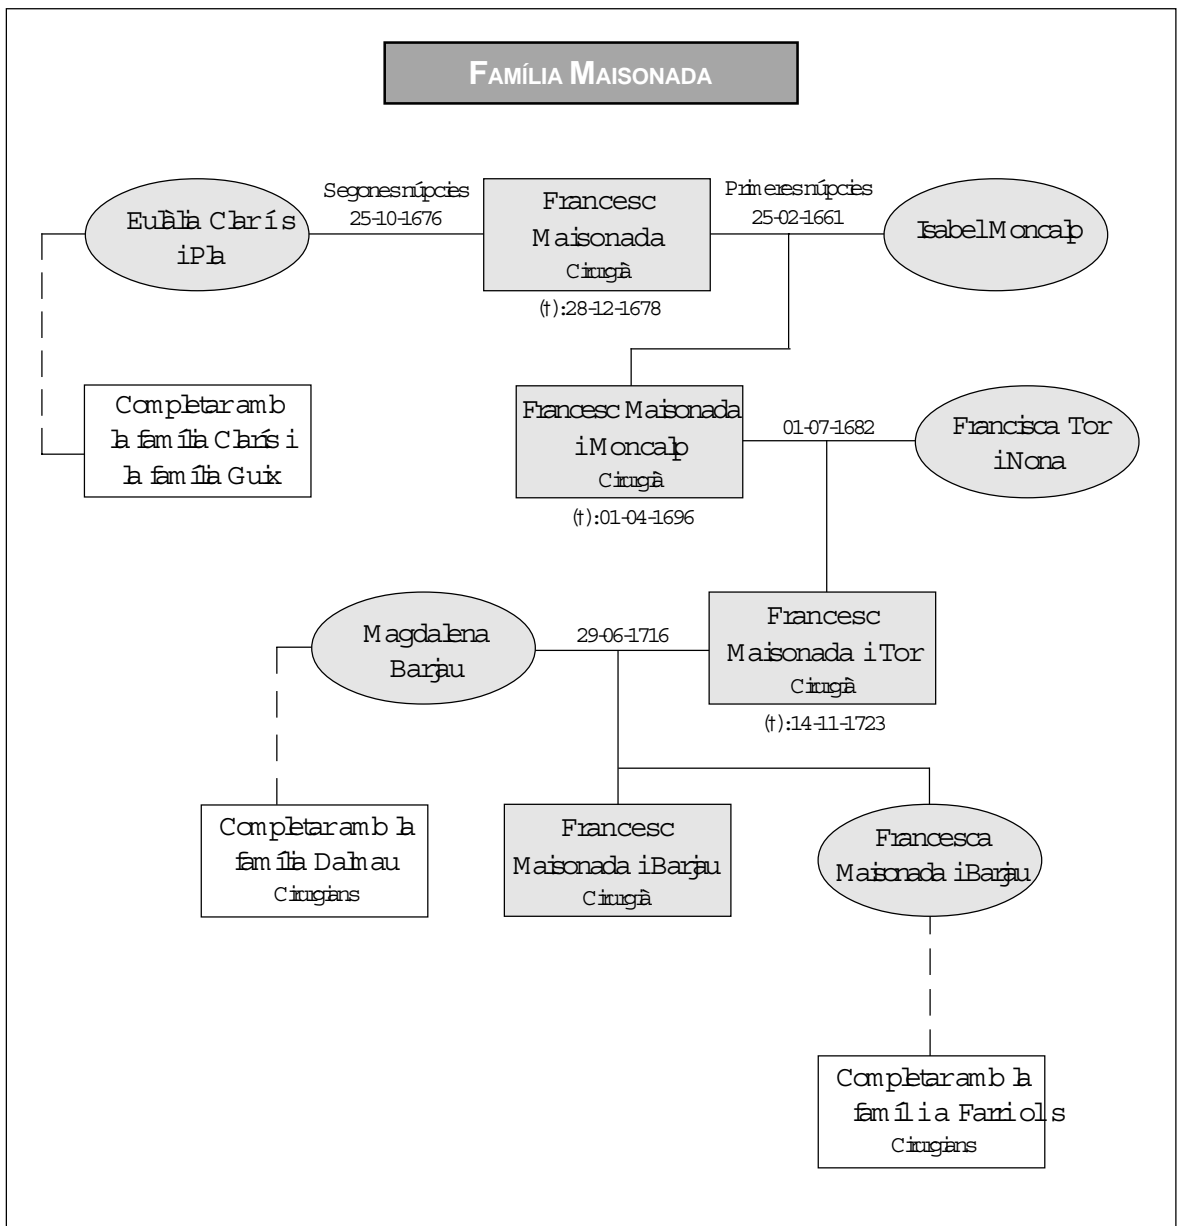 FAMÍLIA MAISONADA
Segones núpcies
25-10-1676
Primeres núpcies
25-02-1661
Eulàlia Clarís
i Pla
Francesc
Maisonada
Cirurgià
(†):28-12-1678
Isabel Moncalp
Completar amb
la família Clarís i
la família Guix
Francesc Maisonada
i Moncalp
Cirurgià
(†):01-04-1696
01-07-1682
Francisca Tor
i Nona
Magdalena
Barjau
29-06-1716
Francesc
Maisonada i Tor
Cirurgià
(†):14-11-1723
Completar amb la
família Dalmau
Cirurgians
Francesc
Maisonada i Barjau
Cirurgià
Francesca
Maisonada i Barjau
Completar amb la
família Farriols
Cirurgians